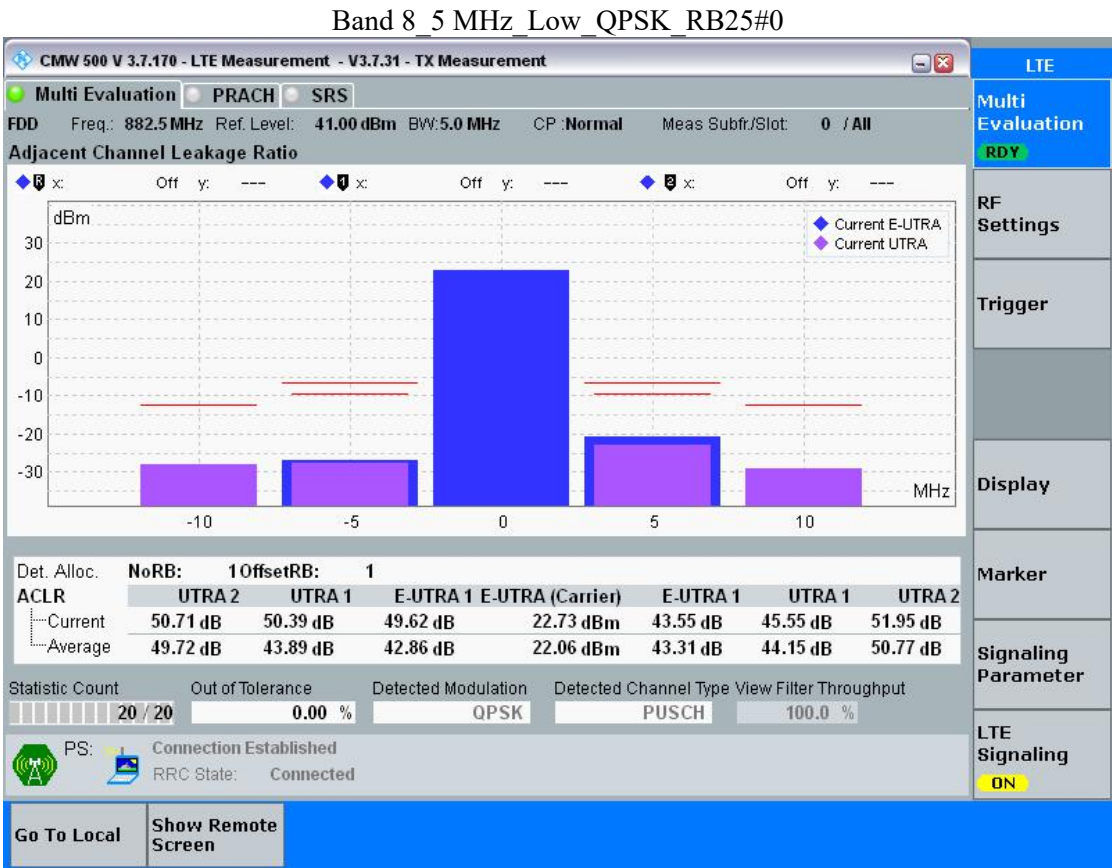 Band 8_5 MHz_Low_QPSK_RB25#0
CMW 500 V 3.7.170 - LTE Measurement - V3.7.31 - TX Measurement
LTE
Multi Evaluation PRACH SRS
Multi Evaluation
RDY
FDD Freq.: 882.5 MHz Ref. Level: 41.00 dBm BW: 5.0 MHz CP : Normal Meas Subfr./Slot: 0 / All
Adjacent Channel Leakage Ratio
R x: Off y: --- 1 x: Off y: --- 2 x: Off y: ---
dBm
Current E-UTRA
Current UTRA
30
20
10
0
-10
-20
-30
MHz
-10 -5 0 5 10
RF Settings
Trigger
Display
Marker
Signaling Parameter
LTE Signaling
ON
Det. Alloc. NoRB: 1 OffsetRB: 1
ACLR UTRA 2 UTRA 1 E-UTRA 1 E-UTRA (Carrier) E-UTRA 1 UTRA 1 UTRA 2
Current 50.71 dB 50.39 dB 49.62 dB 22.73 dBm 43.55 dB 45.55 dB 51.95 dB
Average 49.72 dB 43.89 dB 42.86 dB 22.06 dBm 43.31 dB 44.15 dB 50.77 dB
Statistic Count Out of Tolerance Detected Modulation Detected Channel Type View Filter Throughput
20 / 20 0.00 % QPSK PUSCH 100.0 %
PS: Connection Established
RRC State: Connected
Go To Local Show Remote Screen